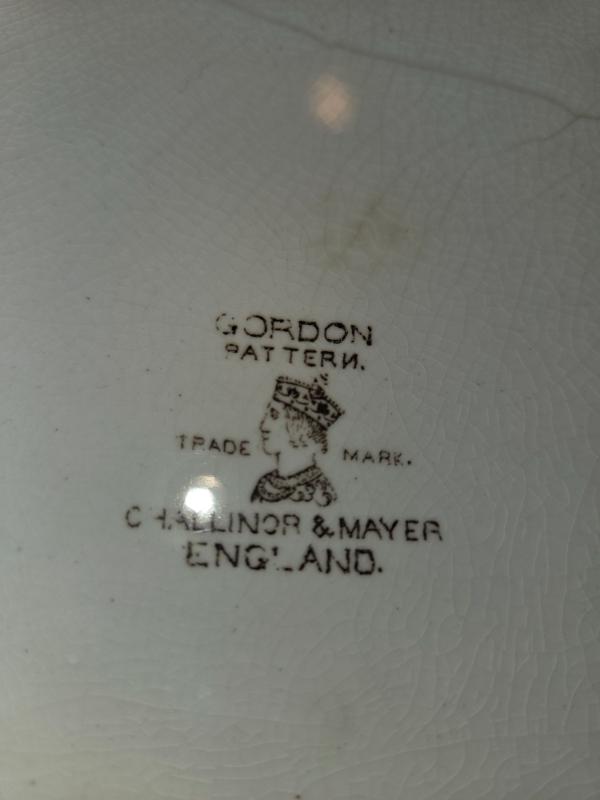 GORDON
PATTERN.
TRADE MARK.
CHALLINOR & MAYER
ENGLAND.